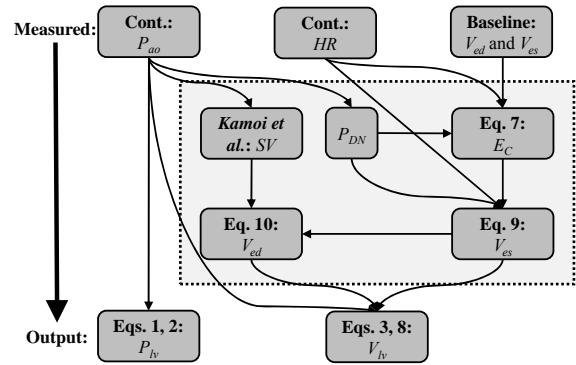 Measured:
Cont.:
P_ao
Cont.:
HR
Baseline:
V_ed and V_es
Kamoi et
al.: SV
P_DN
Eq. 7:
E_C
Eq. 10:
V_ed
Eq. 9:
V_es
Output:
Eqs. 1, 2:
P_lv
Eqs. 3, 8:
V_lv